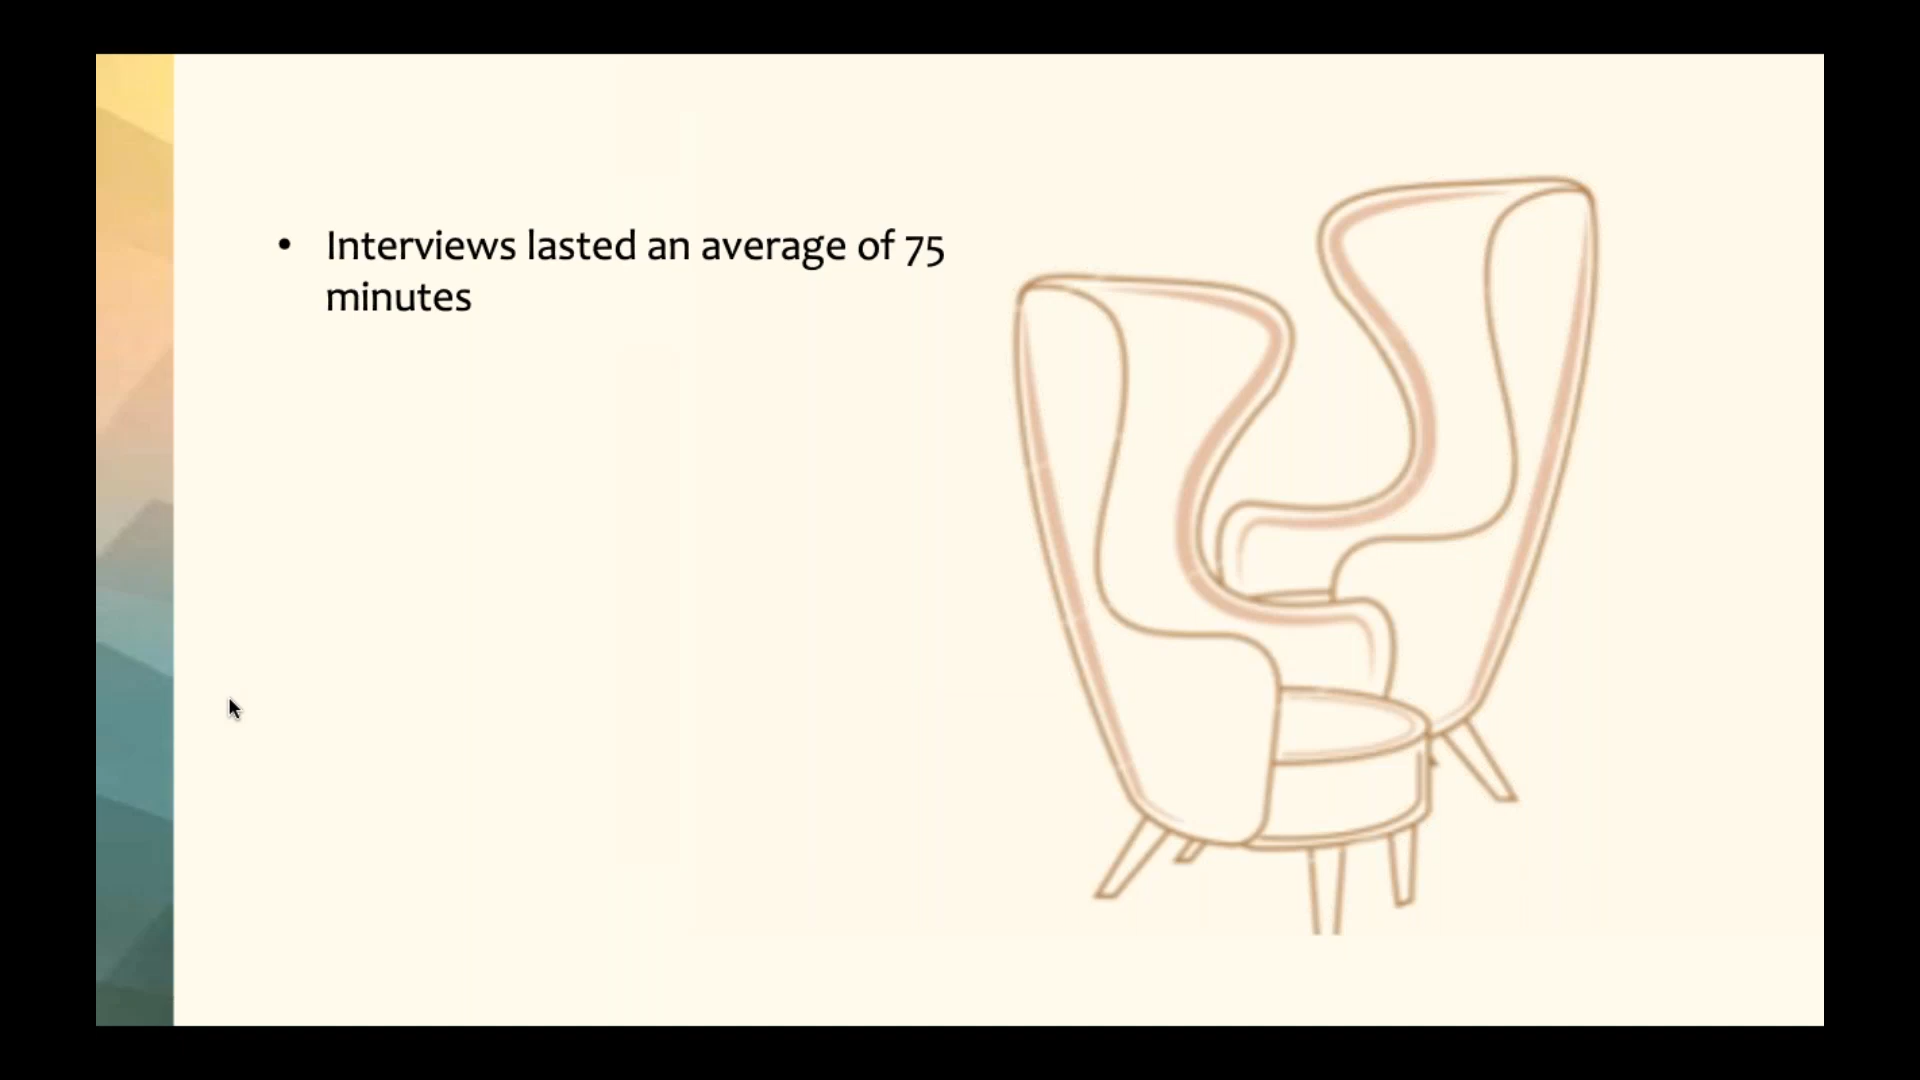 • Interviews lasted an average of 75
minutes